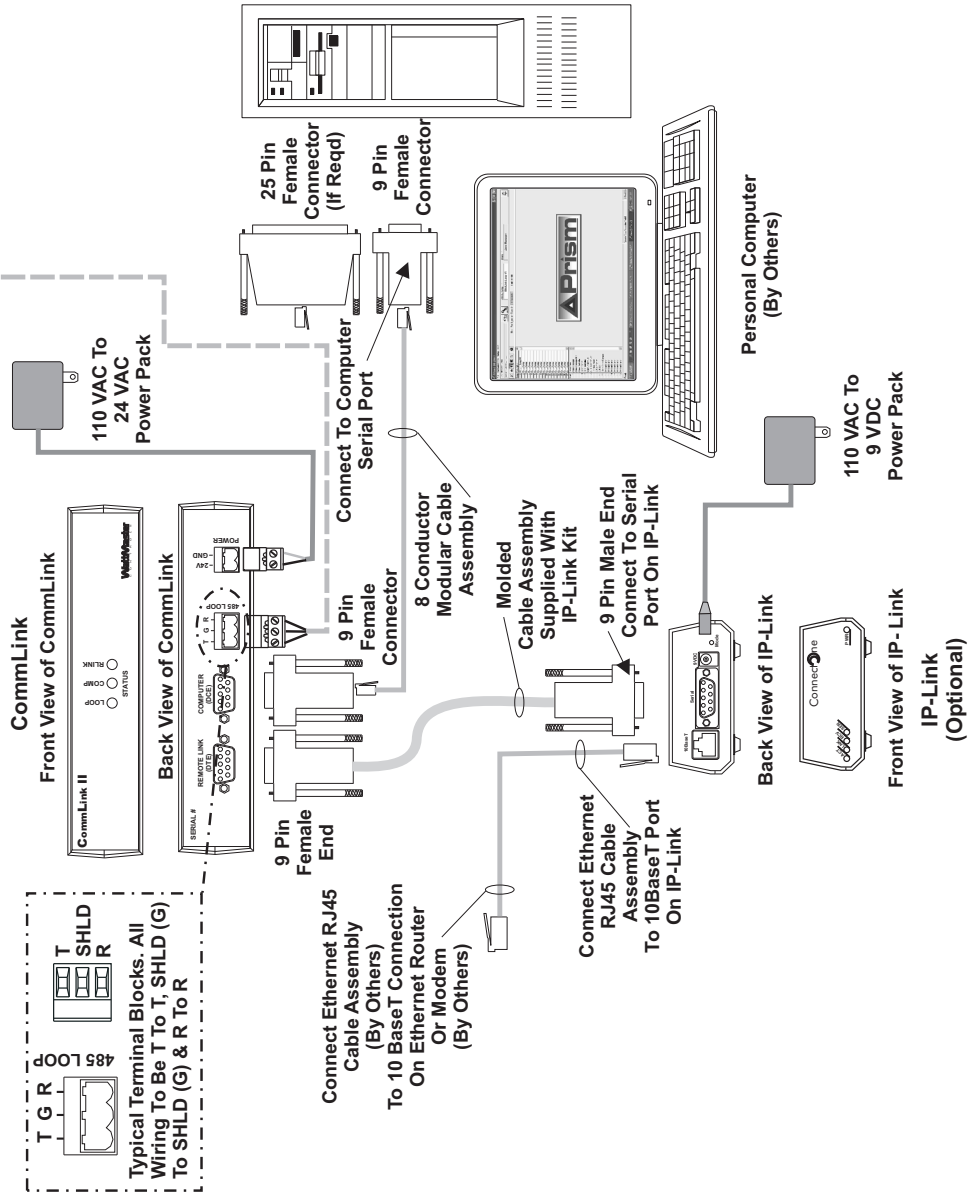 CommLink
Front View of CommLink
CommLink II
LOOP
COMP
RLINK
STATUS
WattMaster
Back View of CommLink
SERIAL #
REMOTE LINK
(DTE)
COMPUTER
(DCE)
T G R
485 LOOP
24V
GND
POWER
110 VAC To
24 VAC
Power Pack
T G R
485 LOOP
T
SHLD
R
Typical Terminal Blocks. All
Wiring To Be T To T, SHLD (G)
To SHLD (G) & R To R
9 Pin
Female
End
9 Pin
Female
Connector
Connect To Computer
Serial Port
25 Pin
Female
Connector
(If Reqd)
9 Pin
Female
Connector
8 Conductor
Modular Cable
Assembly
Molded
Cable Assembly
Supplied With
IP-Link Kit
9 Pin Male End
Connect To Serial
Port On IP-Link
Connect Ethernet RJ45
Cable Assembly
(By Others)
To 10 BaseT Connection
On Ethernet Router
Or Modem
(By Others)
Connect Ethernet
RJ45 Cable
Assembly
To 10BaseT Port
On IP-Link
Prism
Personal Computer
(By Others)
110 VAC To
9 VDC
Power Pack
10BaseT
Serial
9VDC
Mode
Back View of IP-Link
Connect One
PWR
Front View of IP- Link
IP-Link
(Optional)